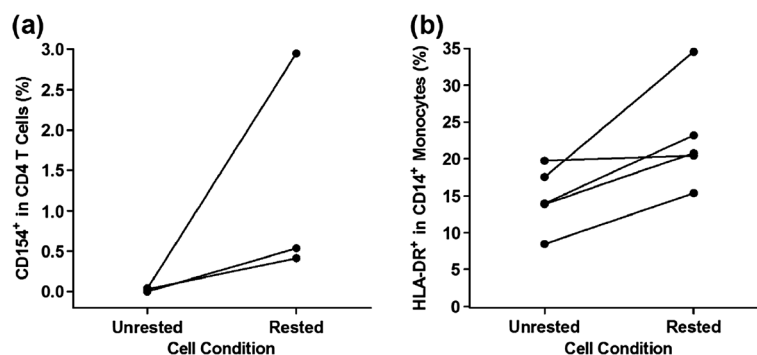 (a)
CD154⁺ in CD4 T Cells (%)
3.0
2.5
2.0
1.5
1.0
0.5
0.0
Unrested Rested
Cell Condition
(b)
HLA-DR⁺ in CD14⁺ Monocytes (%)
35
30
25
20
15
10
5
0
Unrested Rested
Cell Condition